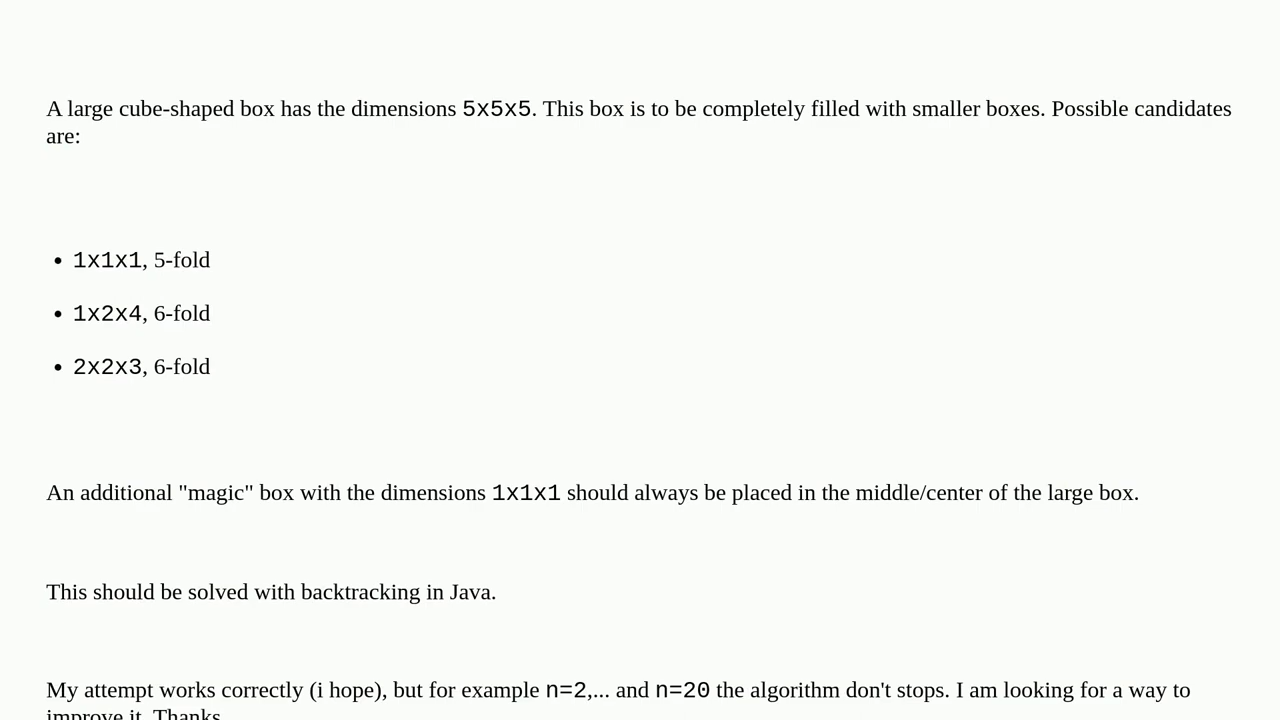 A large cube-shaped box has the dimensions 5x5x5. This box is to be completely filled with smaller boxes. Possible candidates
are:
• 1x1x1, 5-fold
• 1x2x4, 6-fold
• 2x2x3, 6-fold
An additional "magic" box with the dimensions 1x1x1 should always be placed in the middle/center of the large box.
This should be solved with backtracking in Java.
My attempt works correctly (i hope), but for example n=2,... and n=20 the algorithm don't stops. I am looking for a way to
improve it. Thanks